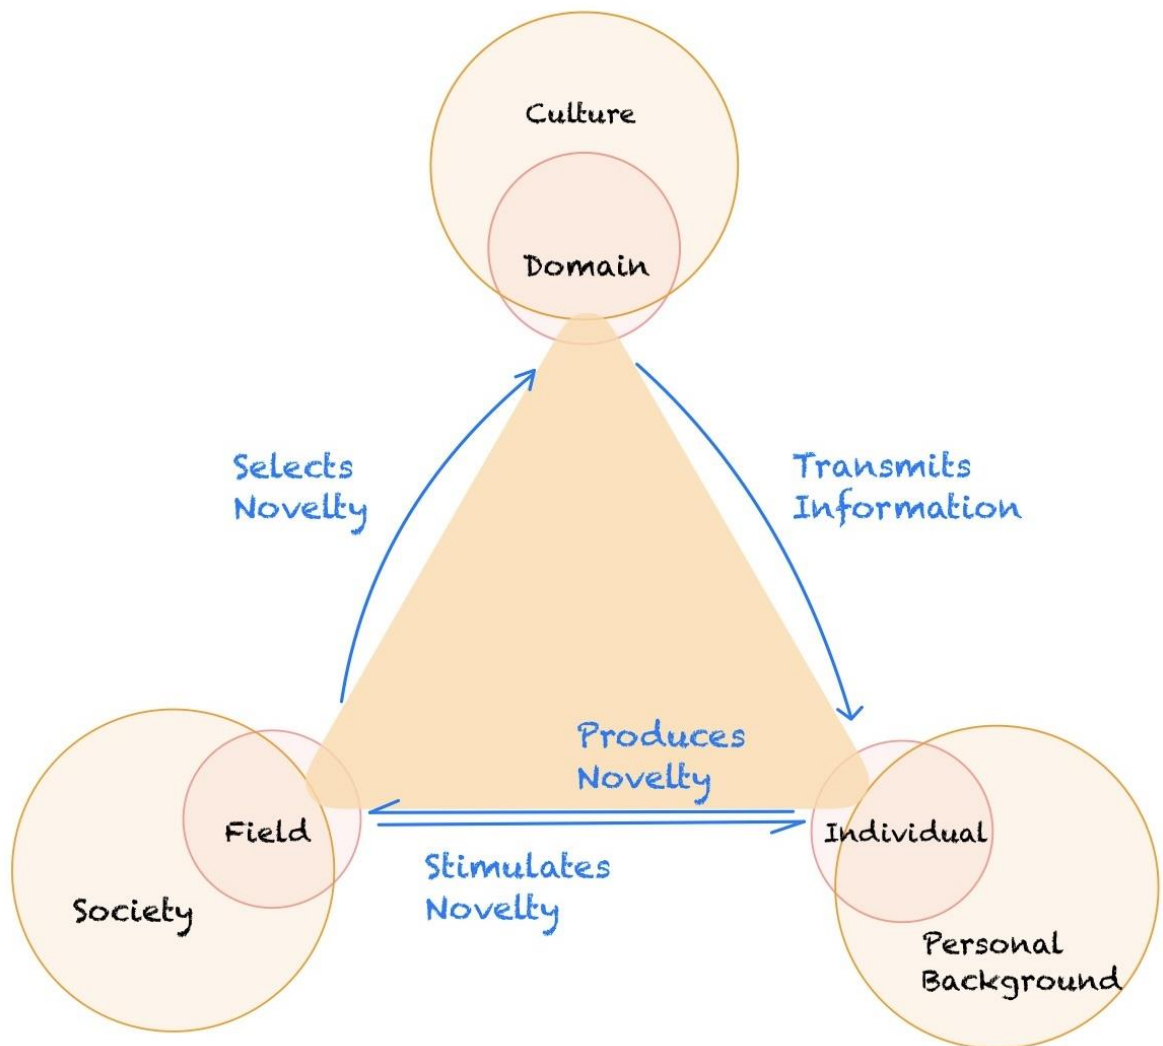 Culture
Domain
Selects
Novelty
Transmits
Information
Produces
Novelty
Field
Individual
Stimulates
Novelty
Society
Personal
Background